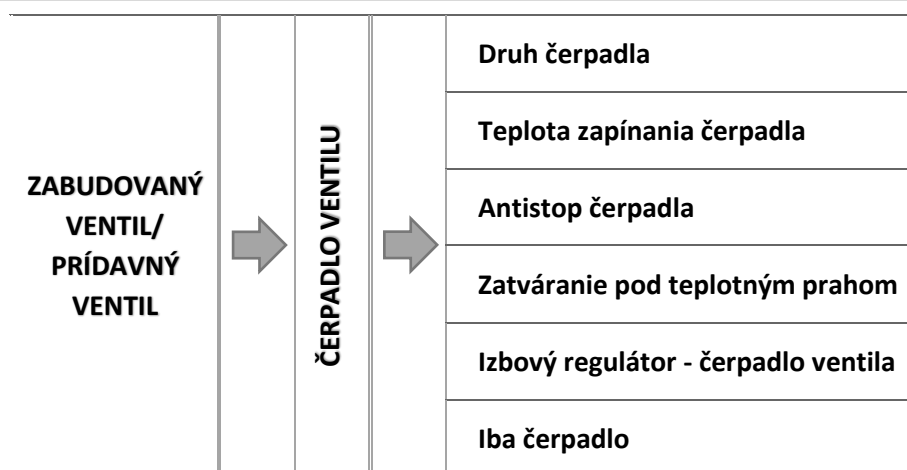 ZABUDOVANÝ
VENTIL/
PRÍDAVNÝ
VENTIL
ČERPADLO VENTILU
Druh čerpadla
Teplota zapínania čerpadla
Antistop čerpadla
Zatváranie pod teplotným prahom
Izbový regulátor - čerpadlo ventila
Iba čerpadlo